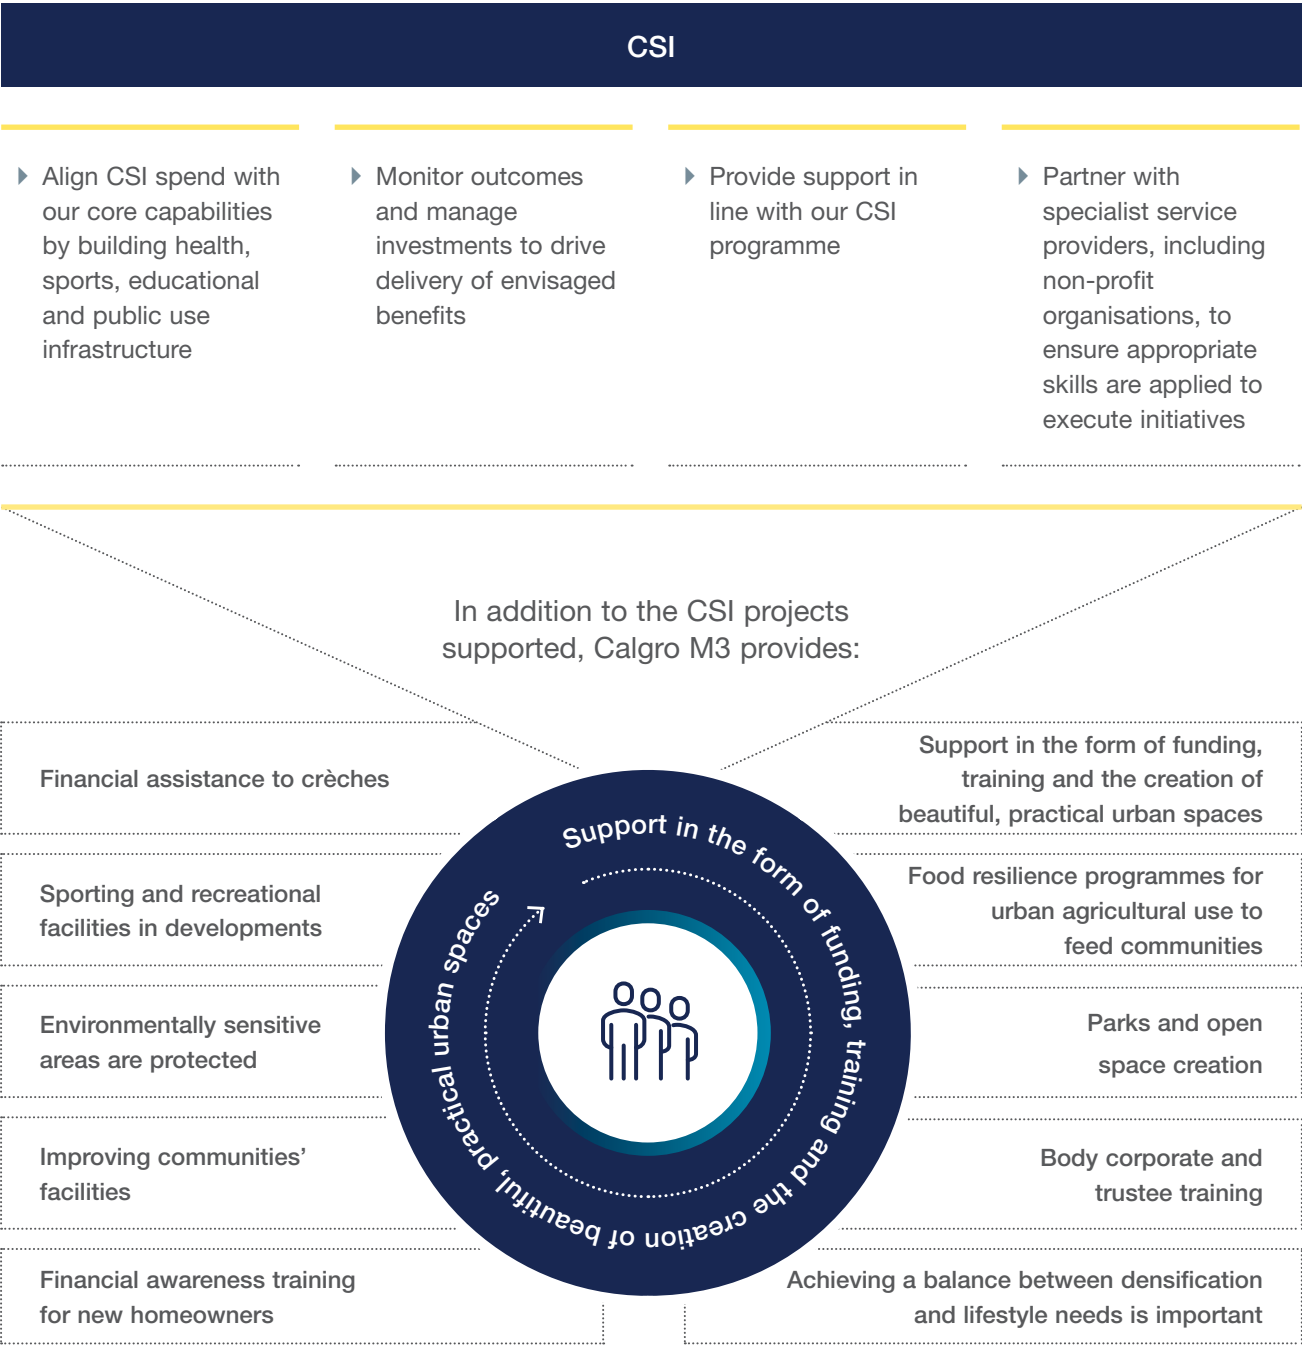 CSI
Align CSI spend with
our core capabilities
by building health,
sports, educational
and public use
infrastructure
Monitor outcomes
and manage
investments to drive
delivery of envisaged
benefits
Provide support in
line with our CSI
programme
Partner with
specialist service
providers, including
non-profit
organisations, to
ensure appropriate
skills are applied to
execute initiatives
In addition to the CSI projects
supported, Calgro M3 provides:
Financial assistance to crèches
Sporting and recreational
facilities in developments
Environmentally sensitive
areas are protected
Improving communities’
facilities
Financial awareness training
for new homeowners
Support in the form of funding, training and the creation of beautiful, practical urban spaces
Support in the form of funding,
training and the creation of
beautiful, practical urban spaces
Food resilience programmes for
urban agricultural use to
feed communities
Parks and open
space creation
Body corporate and
trustee training
Achieving a balance between densification
and lifestyle needs is important